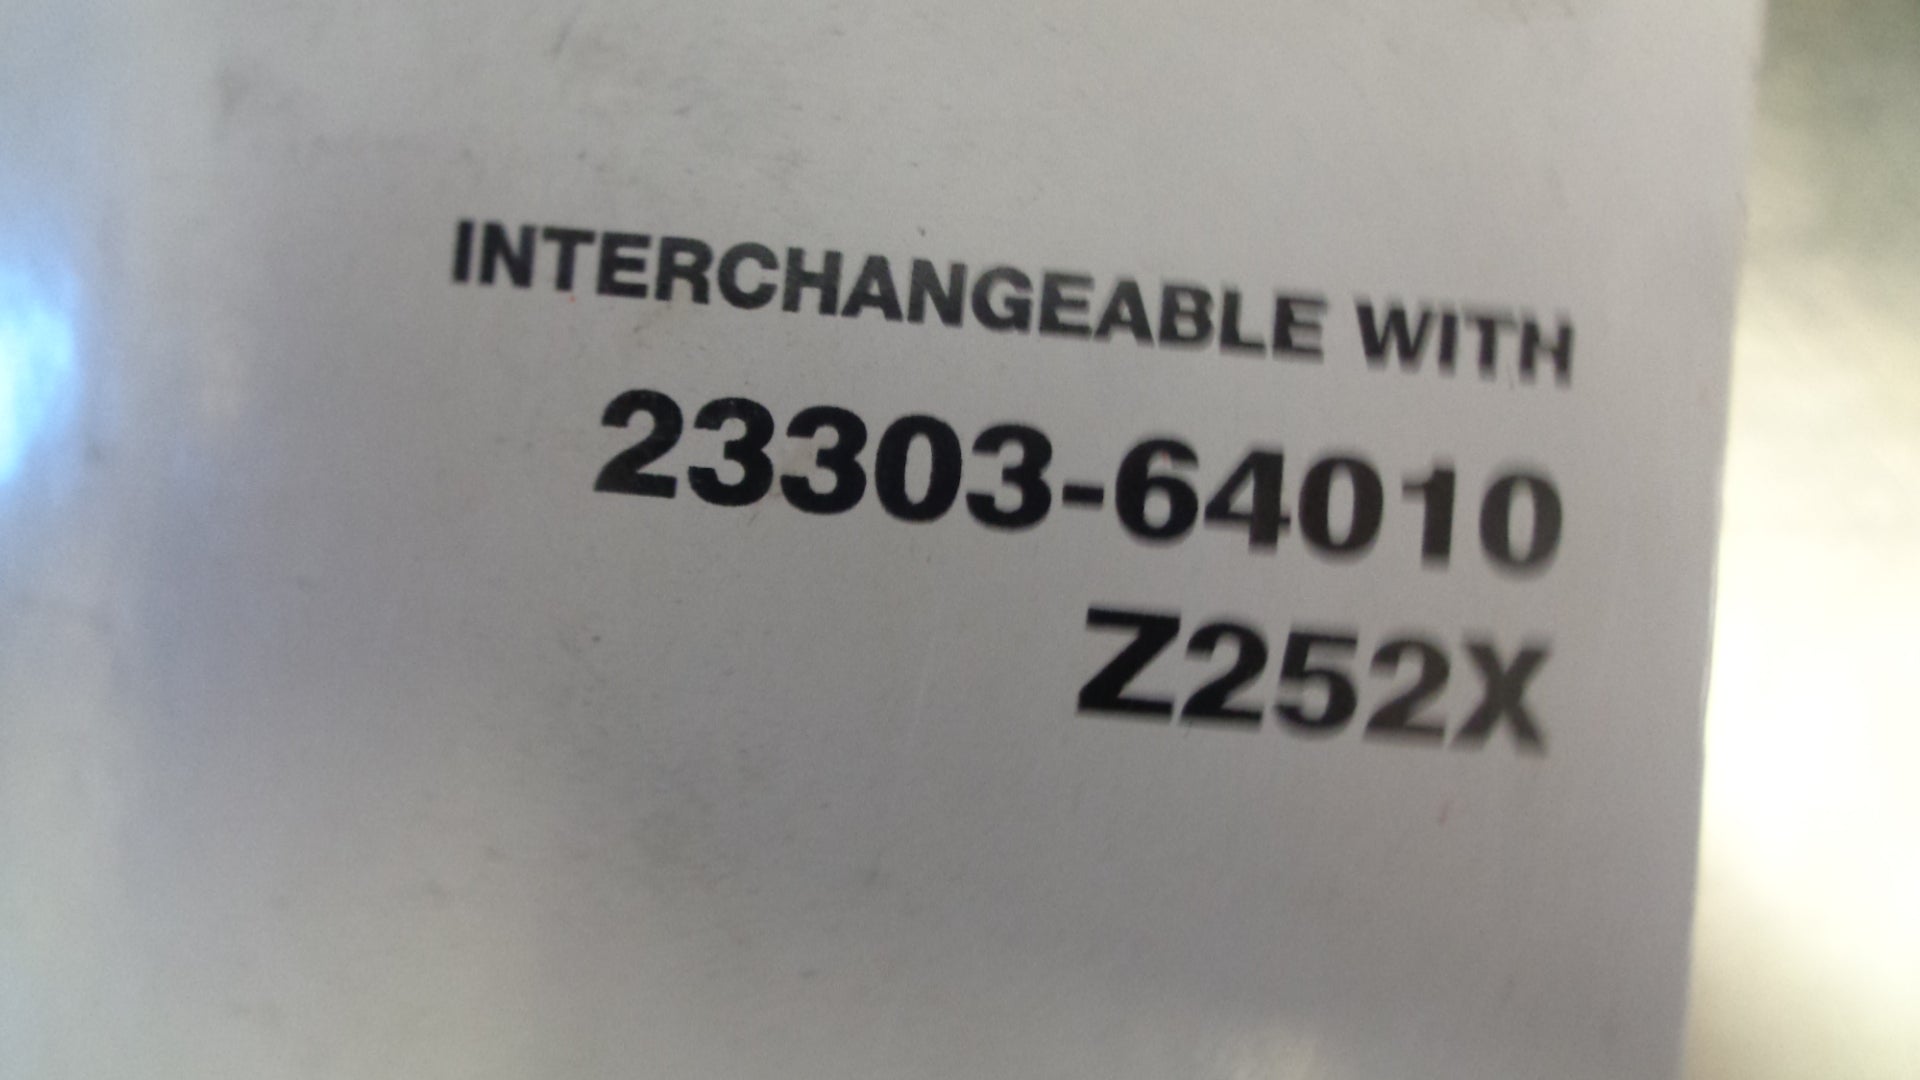 INTERCHANGEABLE WITH
23303-64010
Z252X